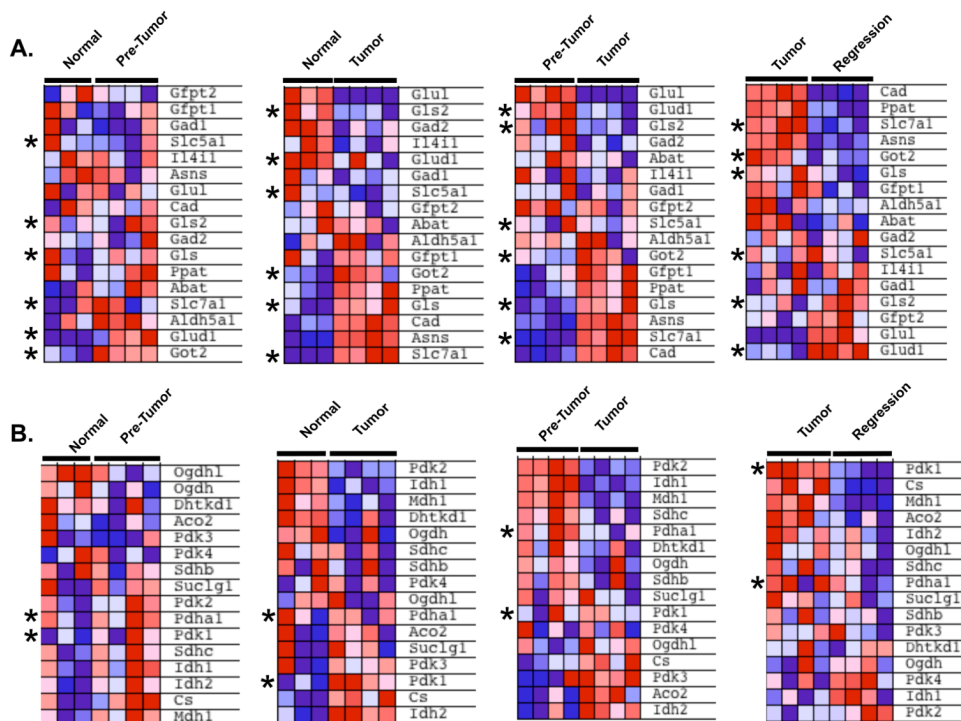 A.
Normal Pre-Tumor
Gfpt2
Gfpt1
Gad1
* Slc5a1
Il4i1
Asns
Glul
Cad
* Gls2
Gad2
* Gls
Ppat
Abat
* Slc7a1
Aldh5a1
* Glud1
* Got2
Normal Tumor
Glul
* Gls2
Gad2
Il4i1
* Glud1
Gad1
* Slc5a1
Gfpt2
Abat
Aldh5a1
Gfpt1
* Got2
Ppat
* Gls
Cad
Asns
* Slc7a1
Pre-Tumor Tumor
Glul
* Glud1
* Gls2
Gad2
Abat
Il4i1
Gad1
Gfpt2
* Slc5a1
Aldh5a1
* Got2
Gfpt1
Ppat
* Gls
Asns
* Slc7a1
Cad
Tumor Regression
Cad
Ppat
* Slc7a1
Asns
* Got2
* Gls
Gfpt1
Aldh5a1
Abat
Gad2
* Slc5a1
Il4i1
Gad1
* Gls2
Gfpt2
Glul
* Glud1
B.
Normal Pre-Tumor
Ogdh1
Ogdh
Dhtkd1
Aco2
Pdk3
Pdk4
Sdhb
Suclg1
Pdk2
* Pdha1
* Pdk1
Sdhc
Idh1
Idh2
Cs
Mdh1
Normal Tumor
Pdk2
Idh1
Mdh1
Dhtkd1
Ogdh
Sdhc
Sdhb
Pdk4
Ogdh1
* Pdha1
Aco2
Suclg1
Pdk3
* Pdk1
Cs
Idh2
Pre-Tumor Tumor
Pdk2
Idh1
Mdh1
Sdhc
* Pdha1
Dhtkd1
Ogdh
Sdhb
Suclg1
* Pdk1
Pdk4
Ogdh1
Cs
Pdk3
Aco2
Idh2
Tumor Regression
* Pdk1
Cs
Mdh1
Aco2
Idh2
Ogdh1
Sdhc
* Pdha1
Suclg1
Sdhb
Pdk3
Dhtkd1
Ogdh
Pdk4
Idh1
Pdk2